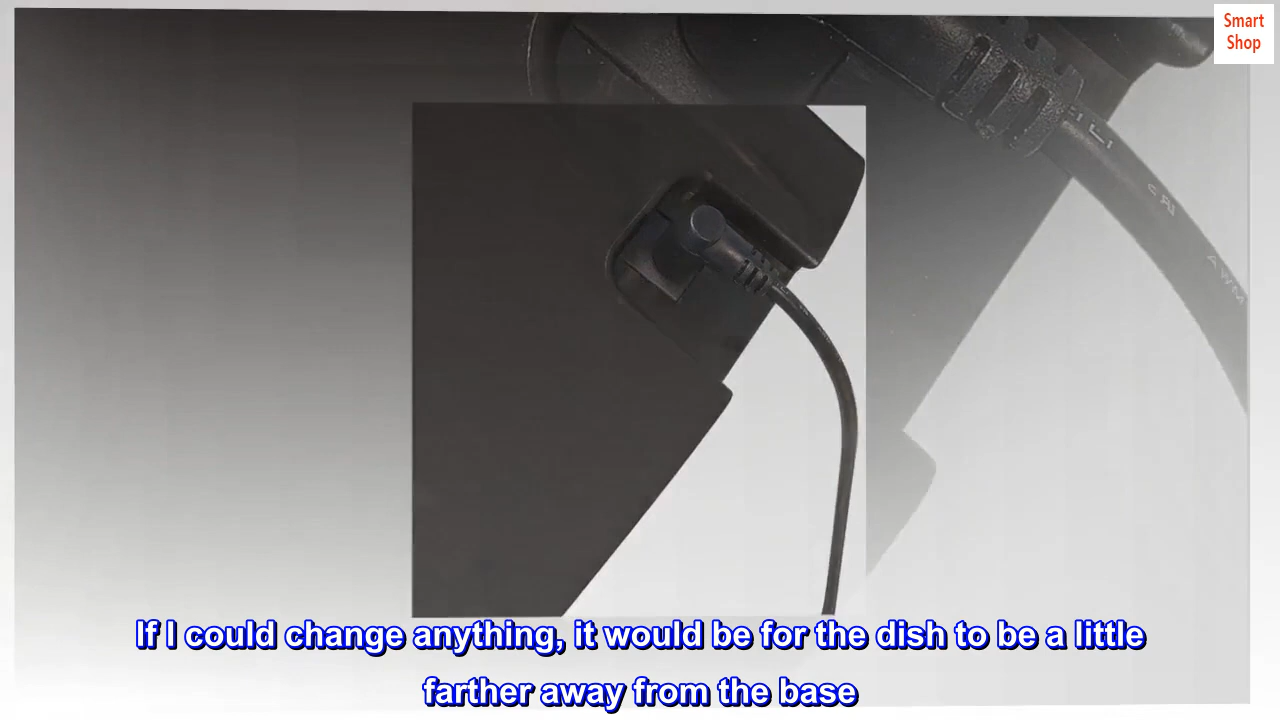 Smart
Shop
AWM
If I could change anything, it would be for the dish to be a little
farther away from the base